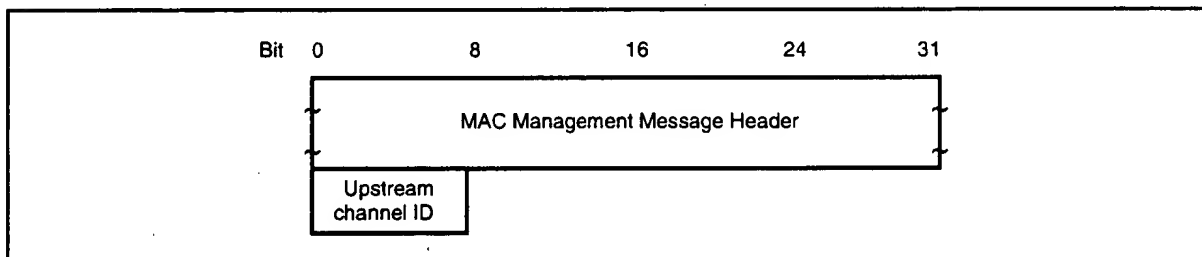 Bit 0 8 16 24 31
MAC Management Message Header
Upstream
channel ID